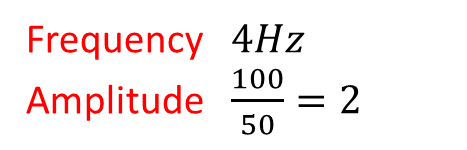 Frequency 4Hz
Amplitude 100/50 = 2